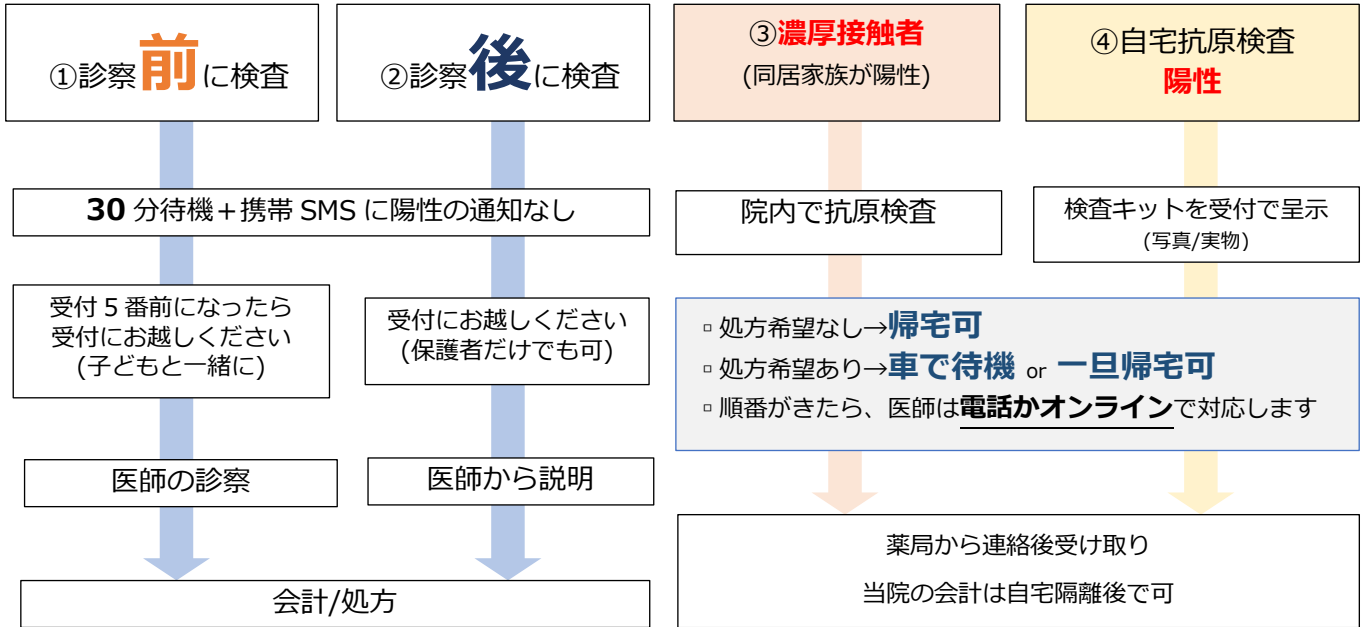 ①診察前に検査
②診察後に検査
③濃厚接触者
(同居家族が陽性)
④自宅抗原検査
陽性
30 分待機＋携帯 SMS に陽性の通知なし
院内で抗原検査
検査キットを受付で呈示
(写真/実物)
受付 5 番前になったら
受付にお越しください
(子どもと一緒に)
受付にお越しください
(保護者だけでも可)
▫ 処方希望なし→帰宅可
▫ 処方希望あり→車で待機 or 一旦帰宅可
▫ 順番がきたら、医師は電話かオンラインで対応します
医師の診察
医師から説明
会計/処方
薬局から連絡後受け取り
当院の会計は自宅隔離後で可